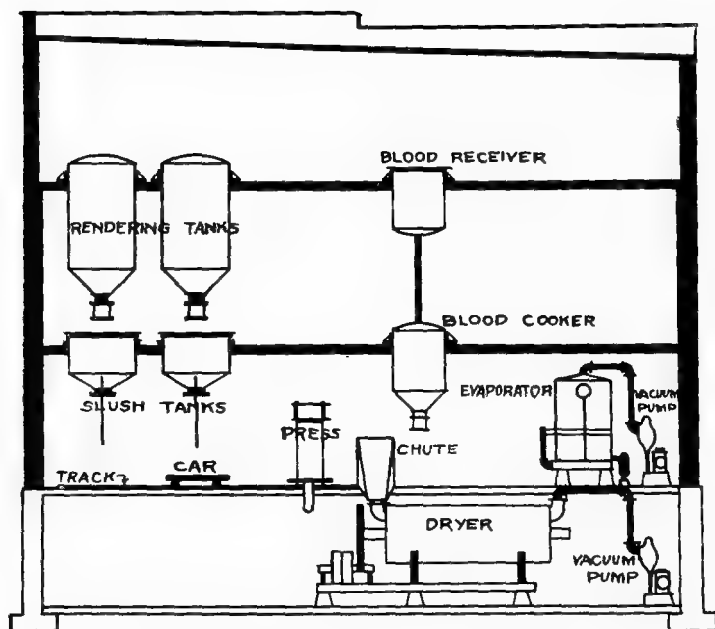 BLOOD RECEIVER
RENDERING TANKS
BLOOD COOKER
EVAPORATOR
VACUUM
PUMP
SLUSH TANKS
PRESS
CHUTE
CAR
TRACK
DRYER
VACUUM
PUMP